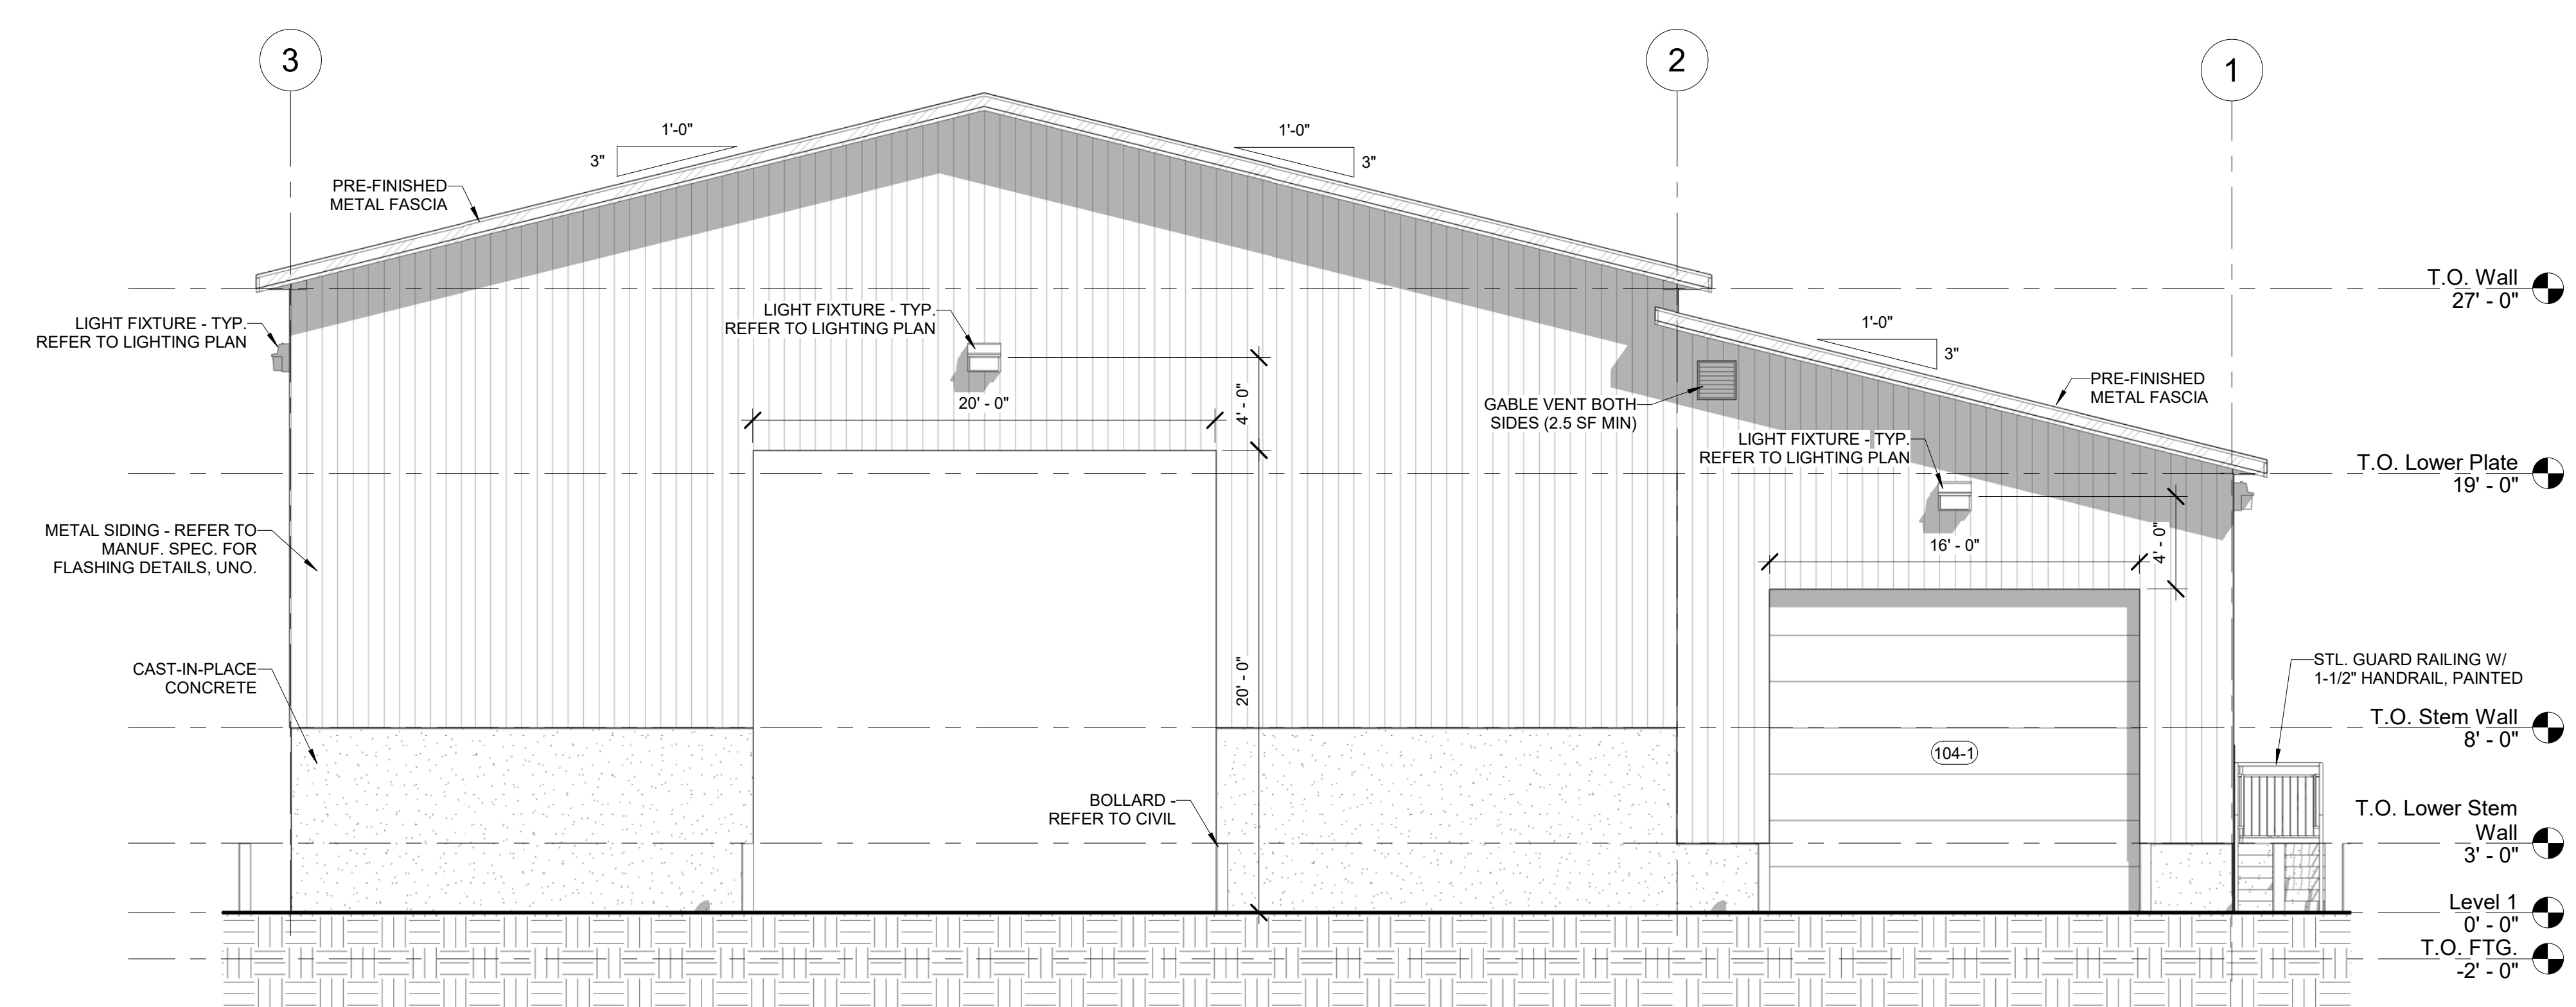 3
2
1
1'-0"
3"
1'-0"
3"
PRE-FINISHED
METAL FASCIA
T.O. Wall
27' - 0"
LIGHT FIXTURE - TYP.
REFER TO LIGHTING PLAN
LIGHT FIXTURE - TYP.
REFER TO LIGHTING PLAN
1'-0"
3"
PRE-FINISHED
METAL FASCIA
20' - 0"
4' - 0"
GABLE VENT BOTH
SIDES (2.5 SF MIN)
LIGHT FIXTURE - TYP.
REFER TO LIGHTING PLAN
T.O. Lower Plate
19' - 0"
METAL SIDING - REFER TO
MANUF. SPEC. FOR
FLASHING DETAILS, UNO.
16' - 0"
4' - 0"
CAST-IN-PLACE
CONCRETE
20' - 0"
STL. GUARD RAILING W/
1-1/2" HANDRAIL, PAINTED
T.O. Stem Wall
8' - 0"
104-1
BOLLARD -
REFER TO CIVIL
T.O. Lower Stem
Wall
3' - 0"
Level 1
0' - 0"
T.O. FTG.
-2' - 0"